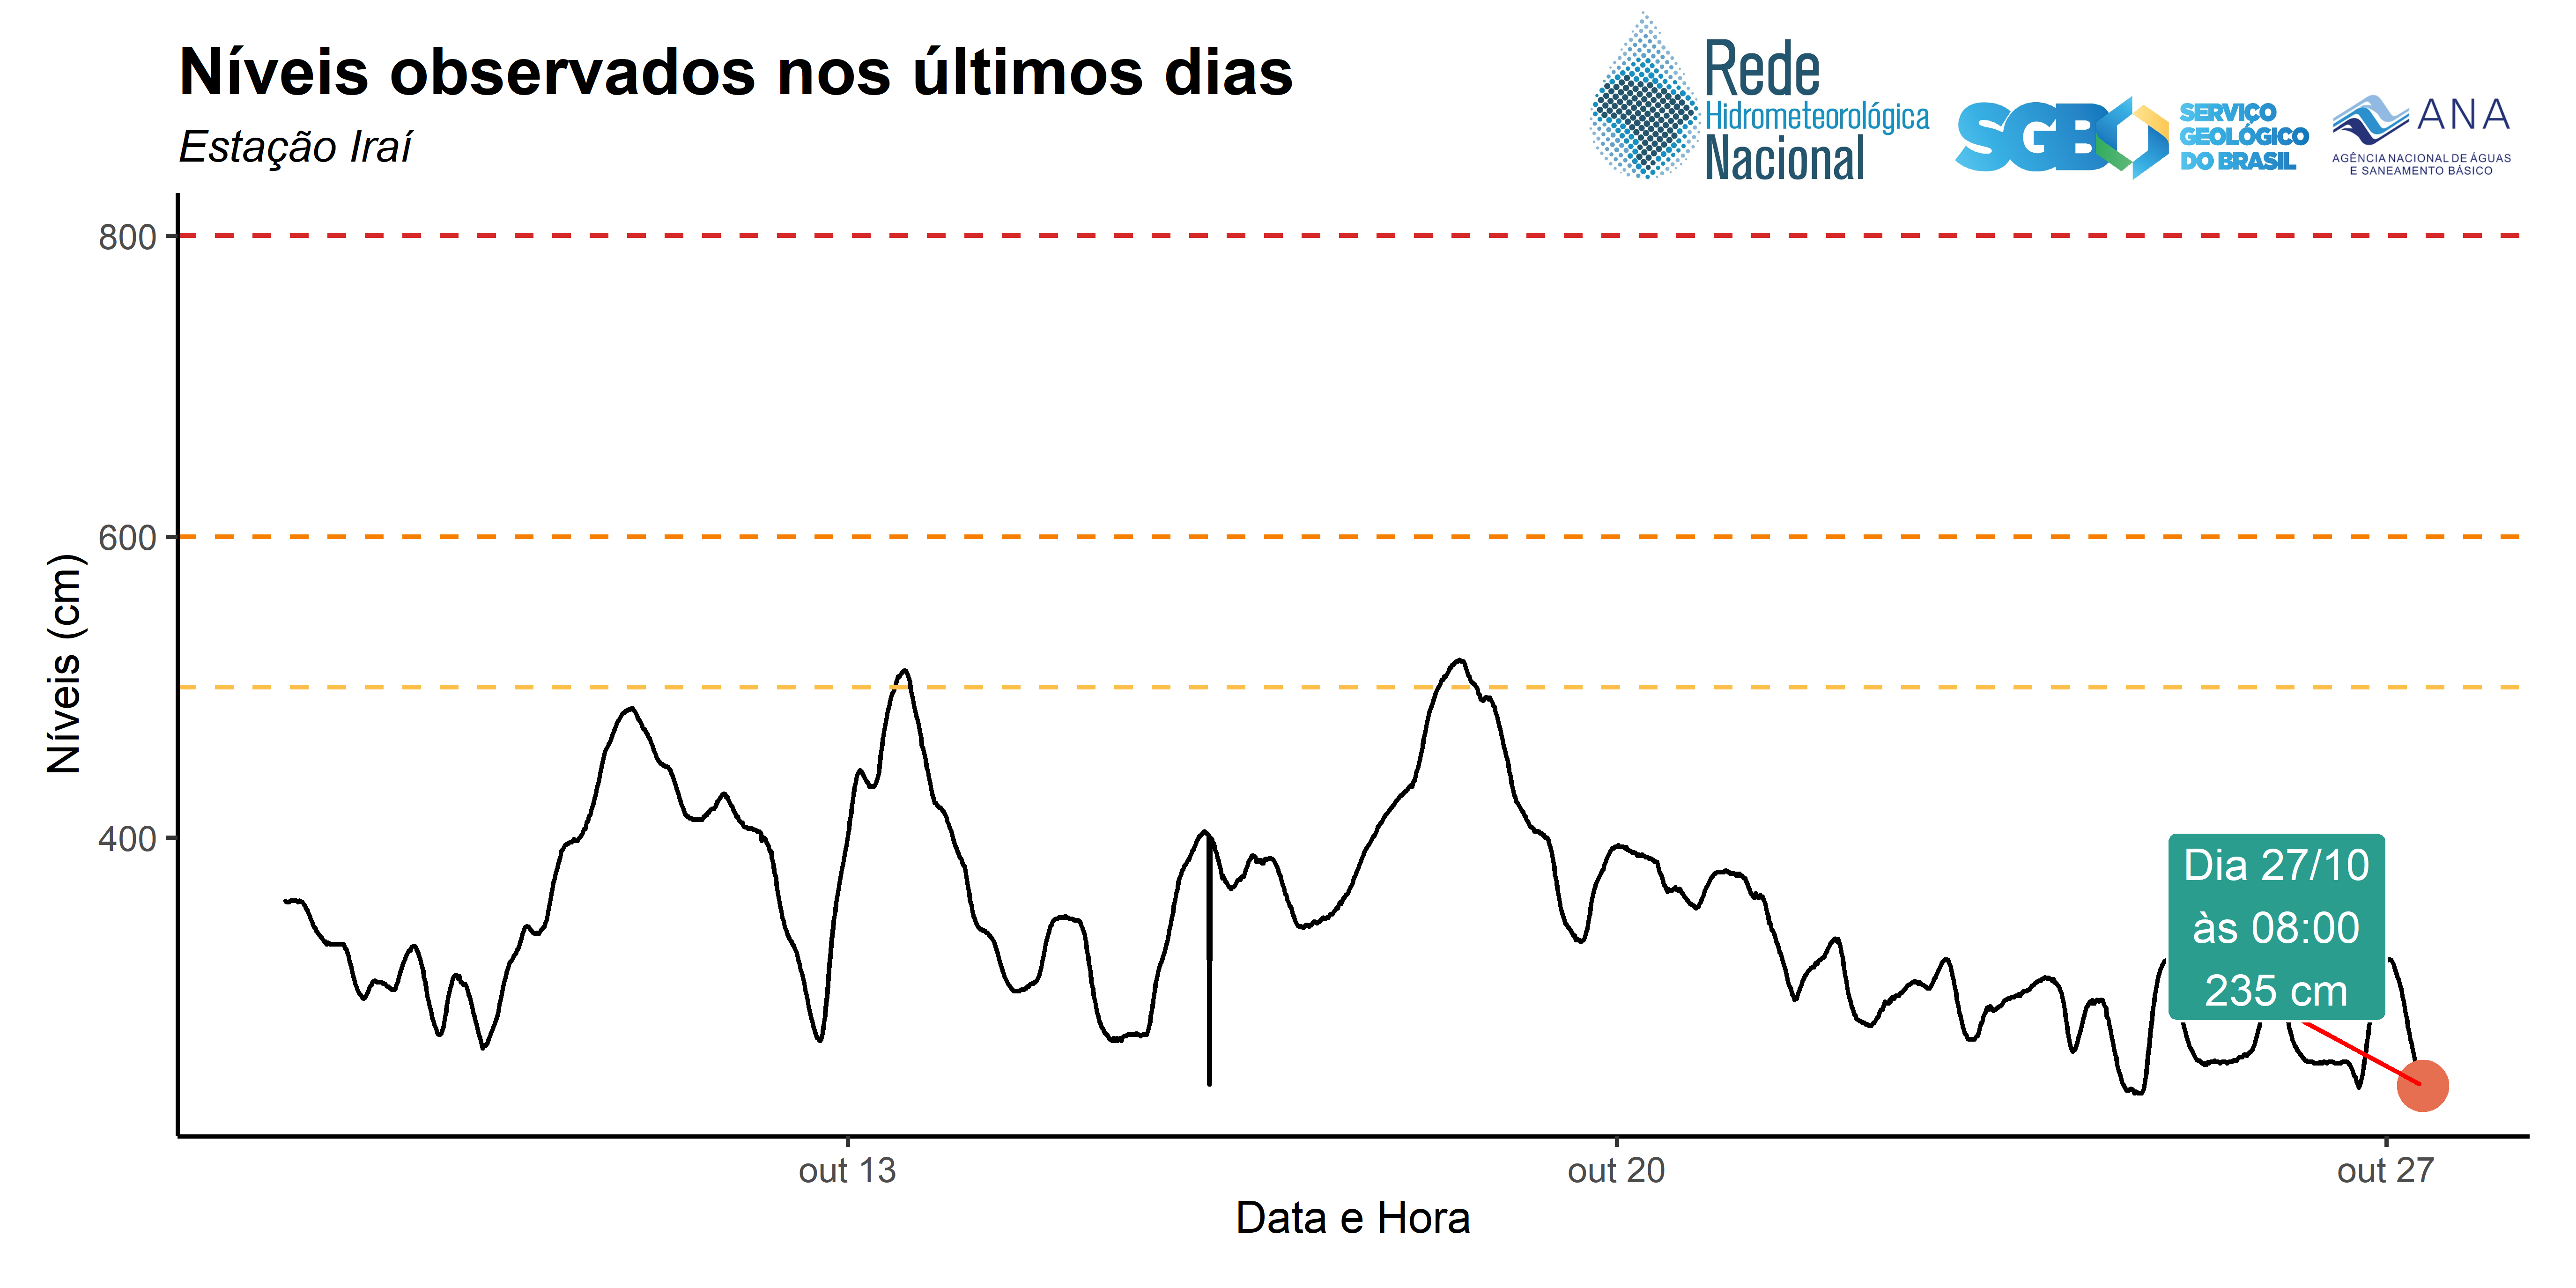 Níveis observados nos últimos dias
Estação Iraí
Rede
Hidrometeorológica
Nacional
SGB
SERVIÇO
GEOLÓGICO
DO BRASIL
ANA
AGÊNCIA NACIONAL DE ÁGUAS
E SANEAMENTO BÁSICO
800
600
400
Níveis (cm)
Dia 27/10
às 08:00
235 cm
out 13
out 20
out 27
Data e Hora